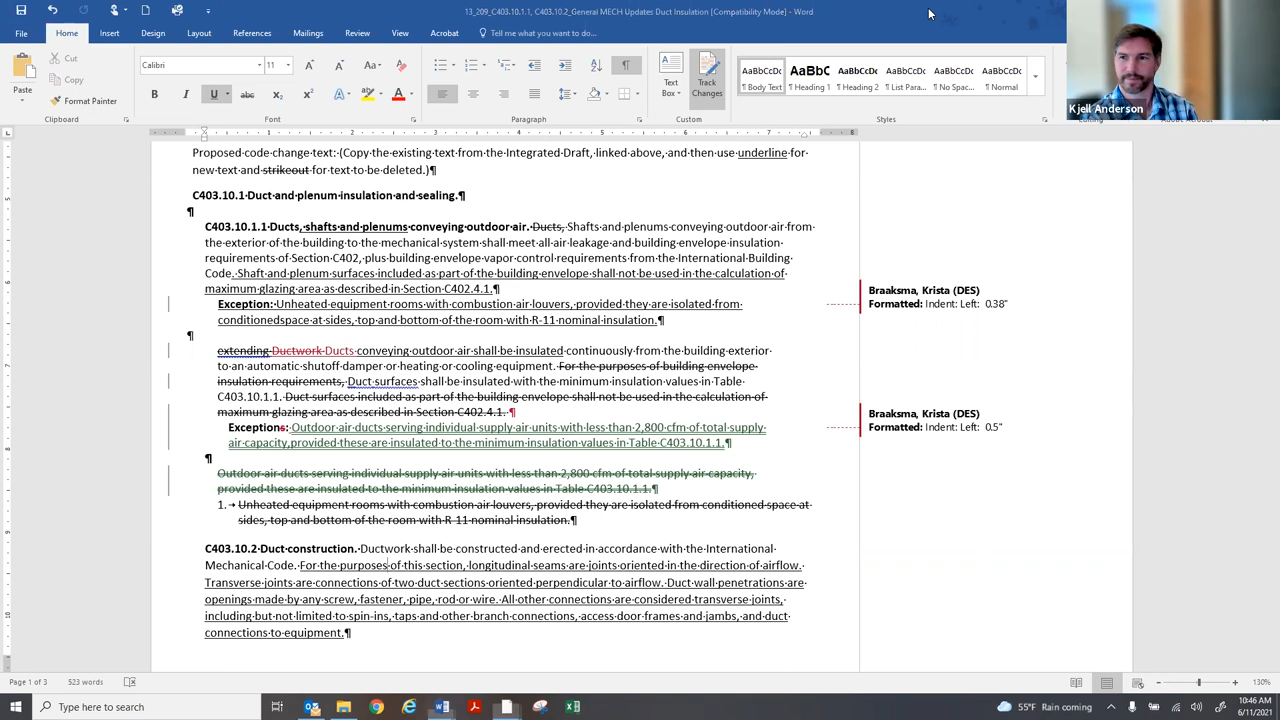 13_209_C403.10.1.1, C403.10.2_General MECH Updates Duct Insulation [Compatibility Mode] - Word
File Home Insert Design Layout References Mailings Review View Acrobat Tell me what you want to do...
Cut
Copy
Paste
Format Painter
Calibri 11
Text Box
Track Changes
AaBbCcDc AaBbC AaBbCcDc AaBbCcDc AaBbCcDc AaBbCcDc
¶ Body Text ¶ Heading 1 ¶ Heading 2 ¶ List Para... ¶ No Spac... ¶ Normal
Clipboard Font Paragraph Custom Styles Editing
Kjell Anderson
Proposed code change text: (Copy the existing text from the Integrated Draft, linked above, and then use underline for
new text and strikeout for text to be deleted.)¶
C403.10.1 Duct and plenum insulation and sealing.¶
¶
C403.10.1.1 Ducts, shafts and plenums conveying outdoor air. Ducts, Shafts and plenums conveying outdoor air from
the exterior of the building to the mechanical system shall meet all air leakage and building envelope insulation
requirements of Section C402, plus building envelope vapor control requirements from the International Building
Code. Shaft and plenum surfaces included as part of the building envelope shall not be used in the calculation of
maximum glazing area as described in Section C402.4.1.¶
Exception: Unheated equipment rooms with combustion air louvers, provided they are isolated from
conditionedspace at sides, top and bottom of the room with R-11 nominal insulation.¶
¶
extending Ductwork Ducts conveying outdoor air shall be insulated continuously from the building exterior
to an automatic shutoff damper or heating or cooling equipment. For the purposes of building envelope
insulation requirements, Duct surfaces shall be insulated with the minimum insulation values in Table
C403.10.1.1. Duct surfaces included as part of the building envelope shall not be used in the calculation of
maximum glazing area as described in Section C402.4.1. ¶
Exceptions: Outdoor air ducts serving individual supply air units with less than 2,800 cfm of total supply
air capacity,provided these are insulated to the minimum insulation values in Table C403.10.1.1.¶
¶
Outdoor air ducts serving individual supply air units with less than 2,800 cfm of total supply air capacity,
provided these are insulated to the minimum insulation values in Table C403.10.1.1.¶
1. → Unheated equipment rooms with combustion air louvers, provided they are isolated from conditioned space at
sides, top and bottom of the room with R-11 nominal insulation.¶
C403.10.2 Duct construction. Ductwork shall be constructed and erected in accordance with the International
Mechanical Code. For the purposes of this section, longitudinal seams are joints oriented in the direction of airflow.
Transverse joints are connections of two duct sections oriented perpendicular to airflow. Duct wall penetrations are
openings made by any screw, fastener, pipe, rod or wire. All other connections are considered transverse joints,
including but not limited to spin-ins, taps and other branch connections, access door frames and jambs, and duct
connections to equipment.¶
Braaksma, Krista (DES)
Formatted: Indent: Left: 0.38"
Braaksma, Krista (DES)
Formatted: Indent: Left: 0.5"
Page 1 of 3 523 words 130%
Type here to search
55°F Rain coming
10:46 AM
6/11/2021